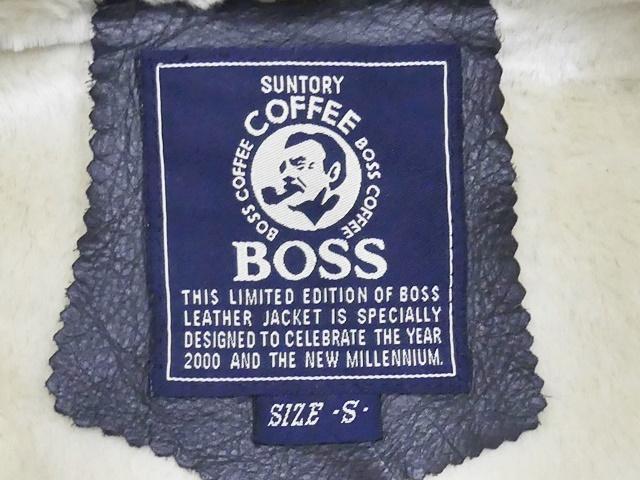 SUNTORY
COFFEE
BOSS COFFEE
BOSS COFFEE
BOSS
THIS LIMITED EDITION OF BOSS
LEATHER JACKET IS SPECIALLY
DESIGNED TO CELEBRATE THE YEAR
2000 AND THE NEW MILLENNIUM.
SIZE -S-